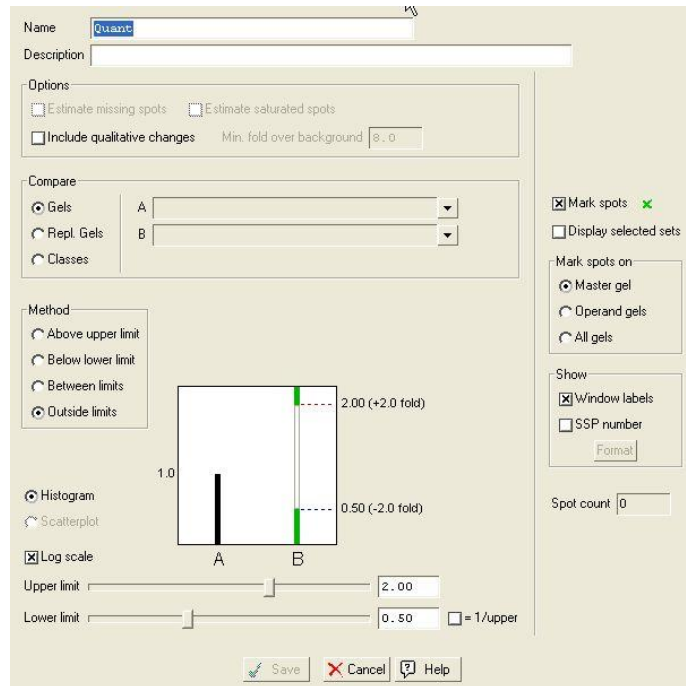 Name Quant
Description
Options
Estimate missing spots Estimate saturated spots
Include qualitative changes Min. fold over background 8.0
Compare
Gels A
Repl. Gels B
Classes
Method
Above upper limit
Below lower limit
Between limits
Outside limits
2.00 (+2.0 fold)
1.0
0.50 (-2.0 fold)
Histogram
Scatterplot
Log scale
A B
Upper limit 2.00
Lower limit 0.50 = 1/upper
Mark spots
Display selected sets
Mark spots on
Master gel
Operand gels
All gels
Show
Window labels
SSP number
Format
Spot count 0
Save Cancel Help